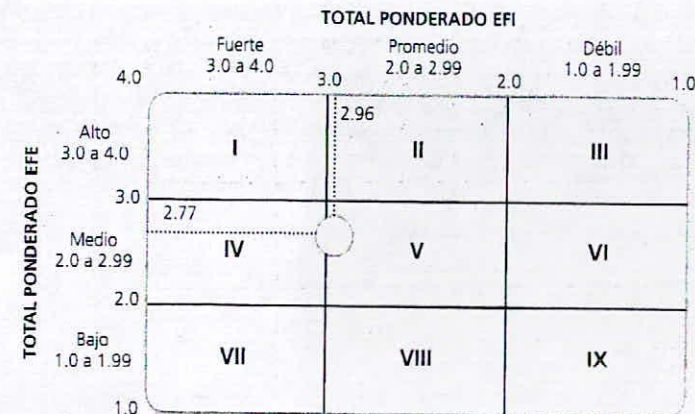 TOTAL PONDERADO EFI
Fuerte
3.0 a 4.0
Promedio
2.0 a 2.99
Débil
1.0 a 1.99
4.0
3.0
2.0
1.0
2.96
TOTAL PONDERADO EFE
Alto
3.0 a 4.0
I
II
III
3.0
2.77
Medio
2.0 a 2.99
IV
V
VI
2.0
Bajo
1.0 a 1.99
VII
VIII
IX
1.0